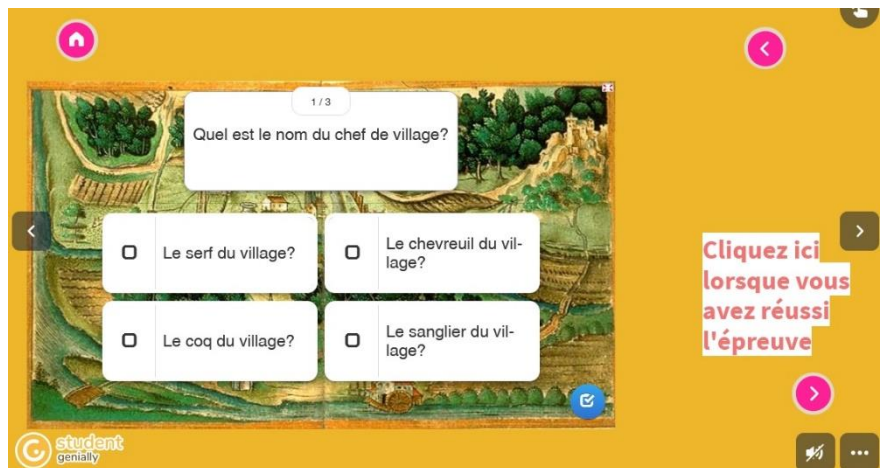 1 / 3
Quel est le nom du chef de village?
Le serf du village?
Le chevreuil du vil-
lage?
Le coq du village?
Le sanglier du vil-
lage?
Cliquez ici
lorsque vous
avez réussi
l'épreuve
student
genially